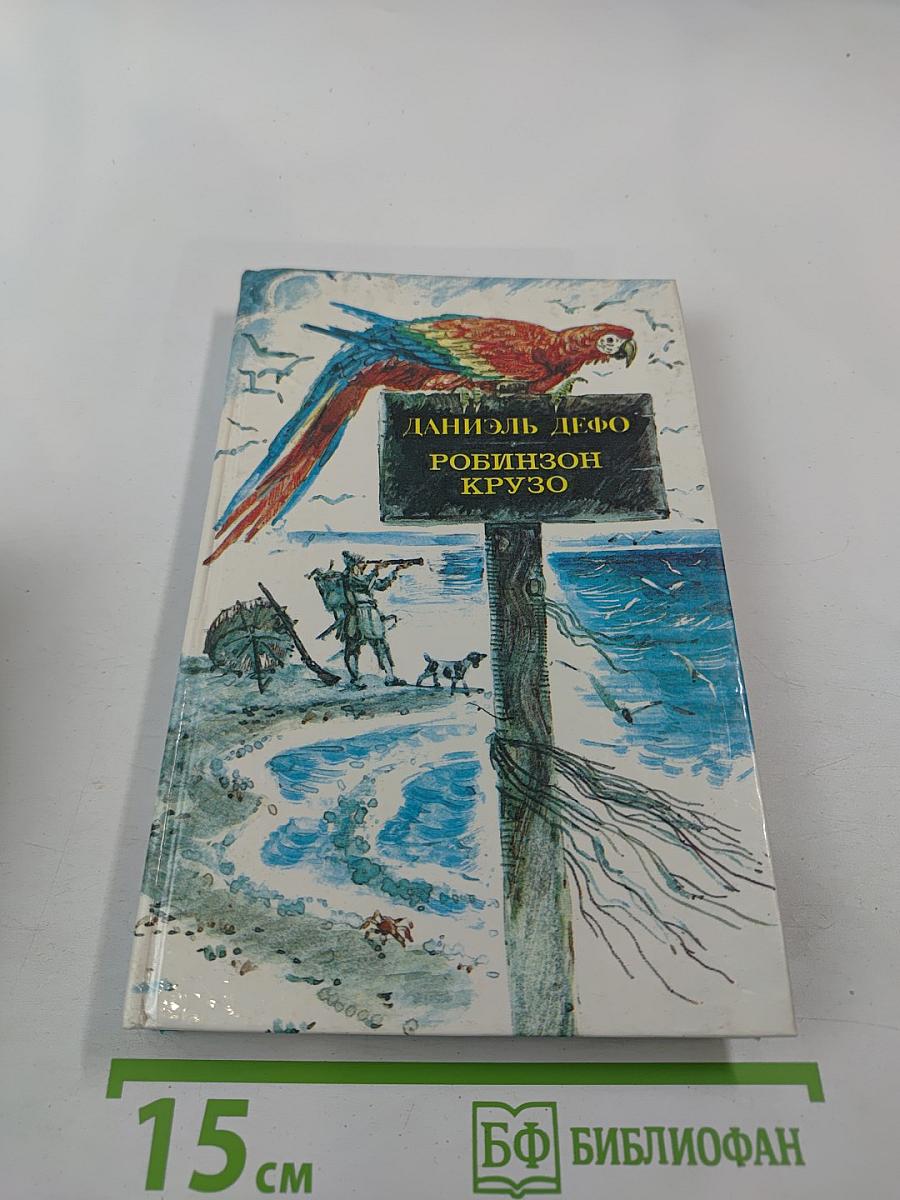 ДАНИЭЛЬ ДЕФО
РОБИНЗОН
КРУЗО
15 см
БФ БИБЛИОФАН